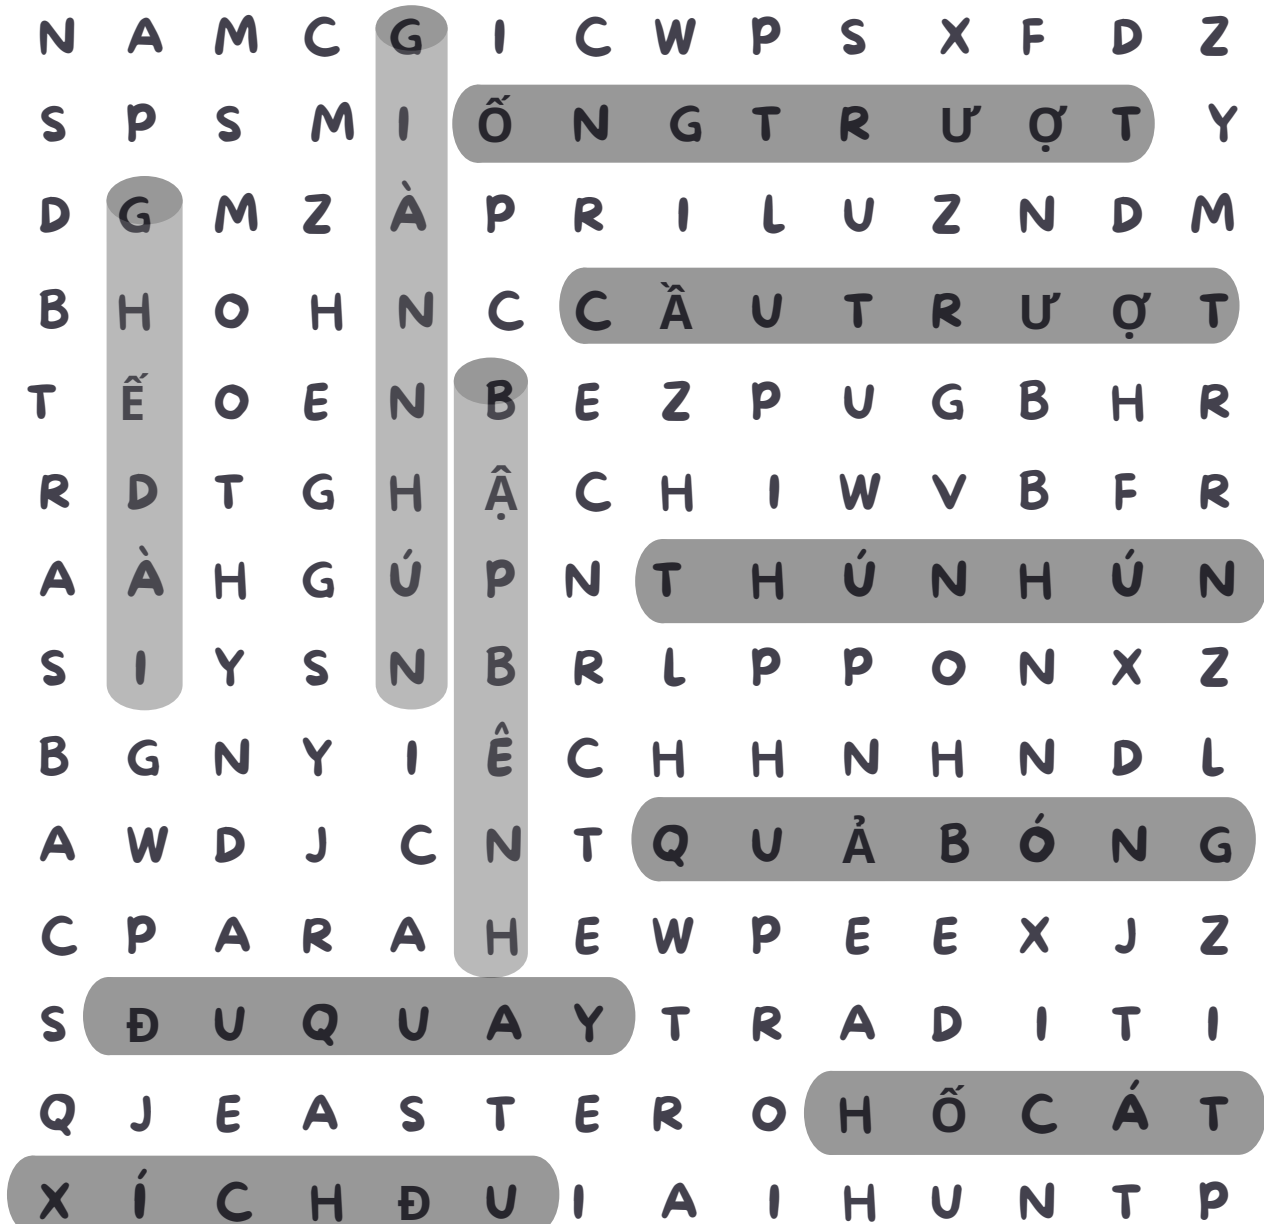 N A M C G I C W P S X F D Z
S P S M I Ố N G T R Ư Ợ T Y
D G M Z À P R I L U Z N D M
B H O H N C C Ầ U T R Ư Ợ T
T Ế O E N B E Z P U G B H R
R D T G H Ậ C H I W V B F R
A À H G Ú P N T H Ú N H Ú N
S I Y S N B R L P P O N X Z
B G N Y I Ê C H H N H N D L
A W D J C N T Q U Ả B Ó N G
C P A R A H E W P E E X J Z
S Đ U Q U A Y T R A D I T I
Q J E A S T E R O H Ố C Á T
X Í C H Đ U I A I H U N T P